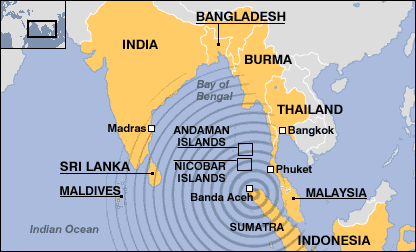 BANGLADESH
INDIA
BURMA
Bay of
Bengal
THAILAND
Madras
ANDAMAN
ISLANDS
Bangkok
SRI LANKA
NICOBAR
ISLANDS
Phuket
MALDIVES
Banda Aceh
MALAYSIA
Indian Ocean
SUMATRA
INDONESIA